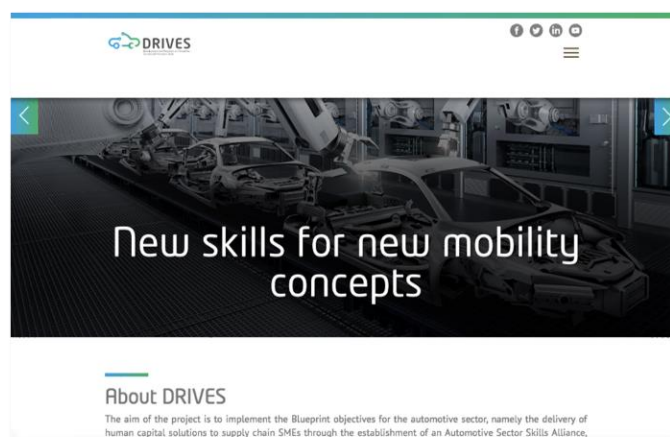 DRIVES
New skills for new mobility
concepts
About DRIVES
The aim of the project is to implement the Blueprint objectives for the automotive sector, namely the delivery of
human capital solutions to supply chain SMEs through the establishment of an Automotive Sector Skills Alliance,